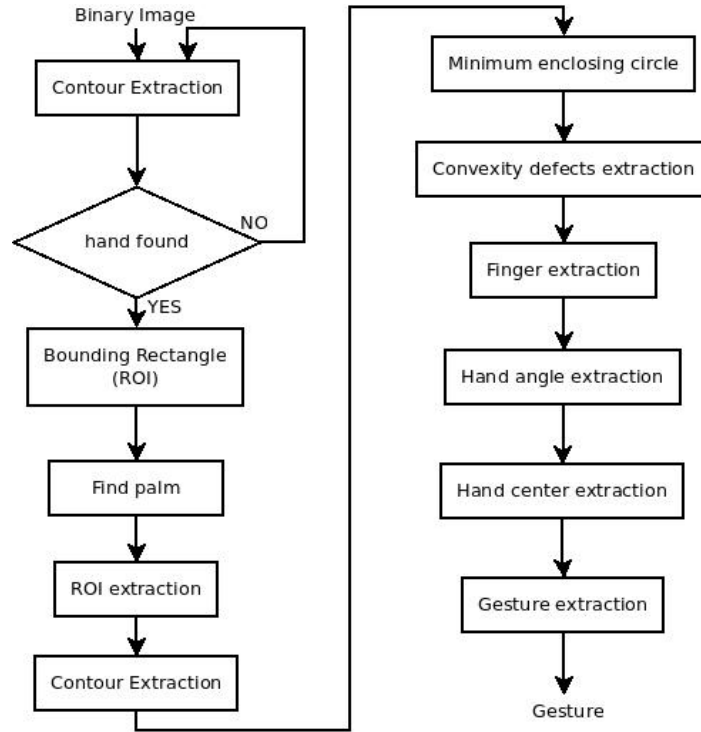 Binary Image
Contour Extraction
hand found
NO
YES
Bounding Rectangle
(ROI)
Find palm
ROI extraction
Contour Extraction
Minimum enclosing circle
Convexity defects extraction
Finger extraction
Hand angle extraction
Hand center extraction
Gesture extraction
Gesture